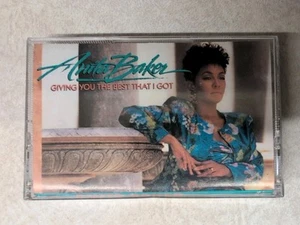 Anita Baker
GIVING YOU THE BEST THAT I GOT